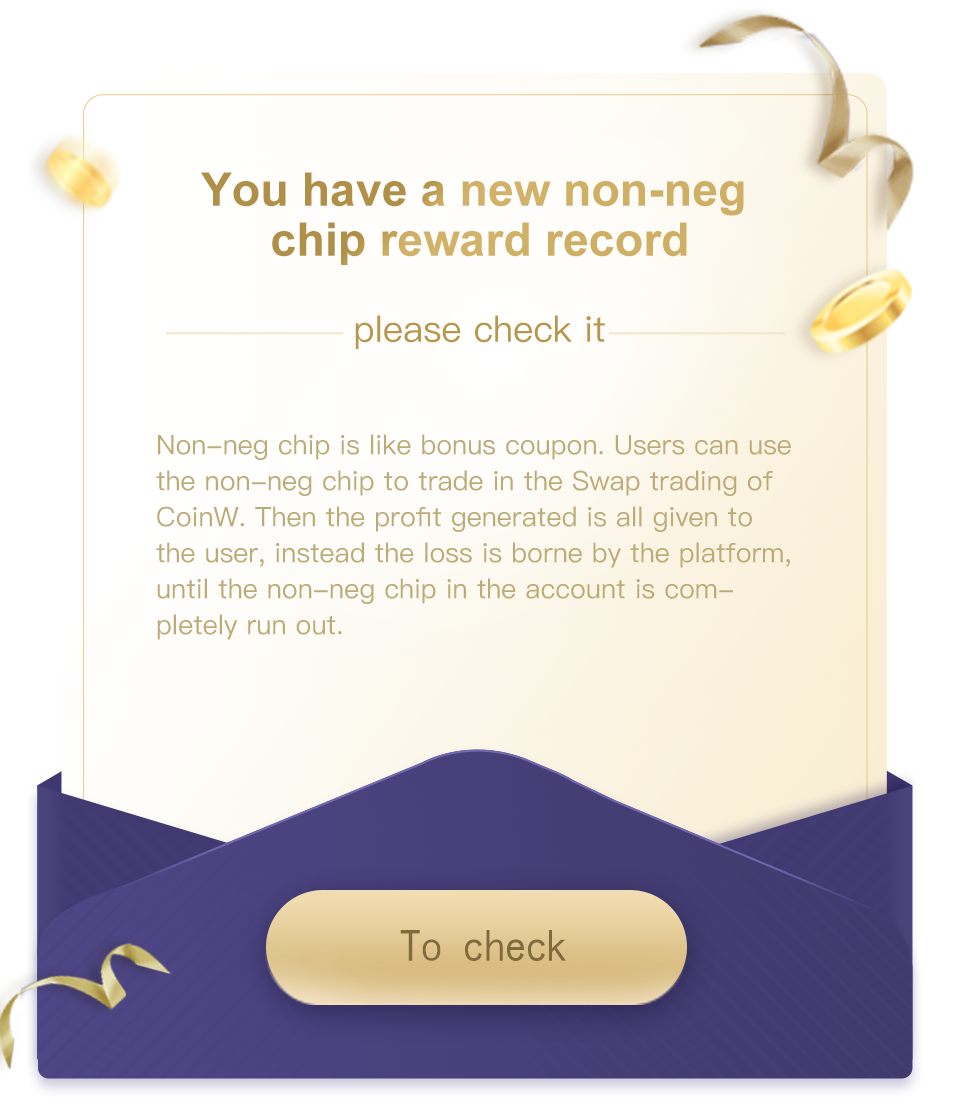 You have a new non-neg
chip reward record
please check it
Non–neg chip is like bonus coupon. Users can use
the non–neg chip to trade in the Swap trading of
CoinW. Then the profit generated is all given to
the user, instead the loss is borne by the platform,
until the non–neg chip in the account is com–
pletely run out.
To check